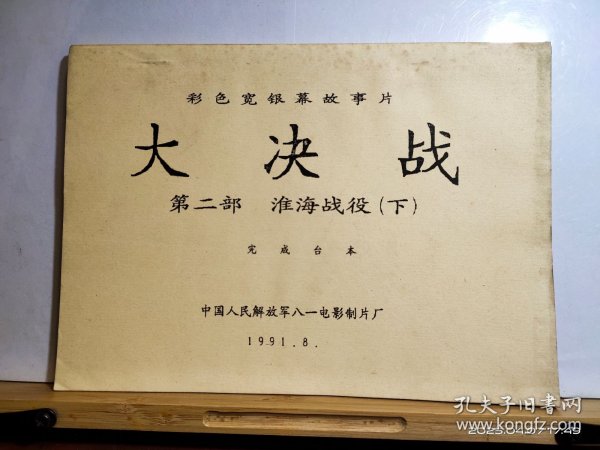 彩色宽银幕故事片
大决战
第二部 淮海战役(下)
完成台本
中国人民解放军八一电影制片厂
1991.8.
孔夫子旧书网
www.kongfz.com